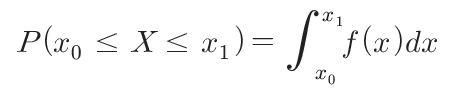 P(x₀ ≤ X ≤ x₁) = ∫_{x₀}^{x₁} f(x)dx